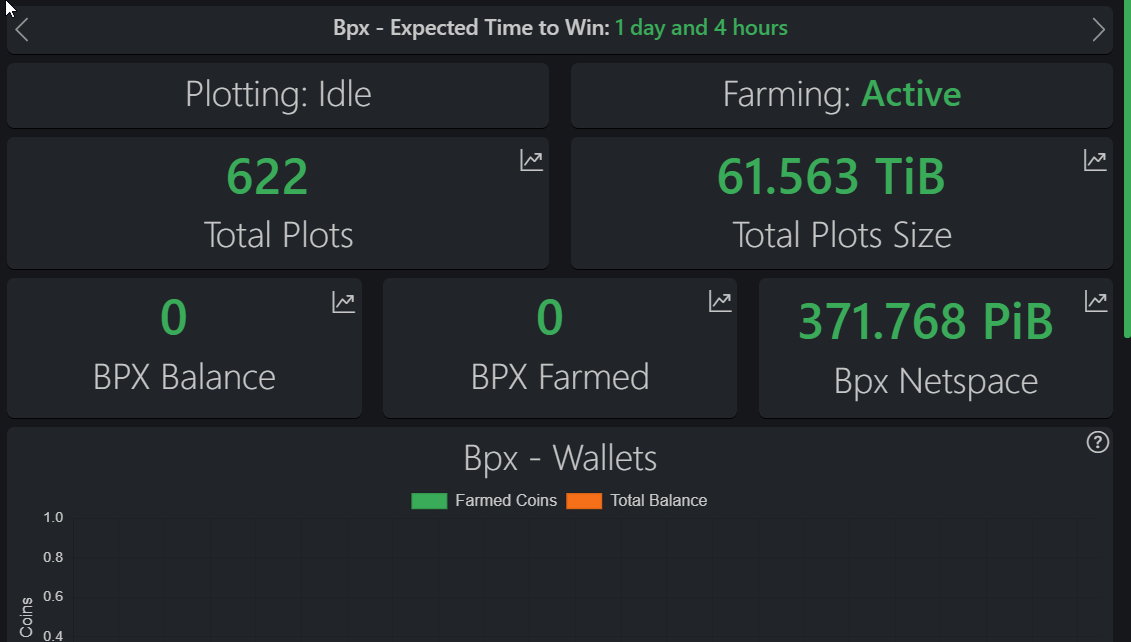 Bpx - Expected Time to Win: 1 day and 4 hours
Plotting: Idle
Farming: Active
622
Total Plots
61.563 TiB
Total Plots Size
0
BPX Balance
0
BPX Farmed
371.768 PiB
Bpx Netspace
Bpx - Wallets
?
Farmed Coins
Total Balance
1.0
0.8
0.6
0.4
Coins